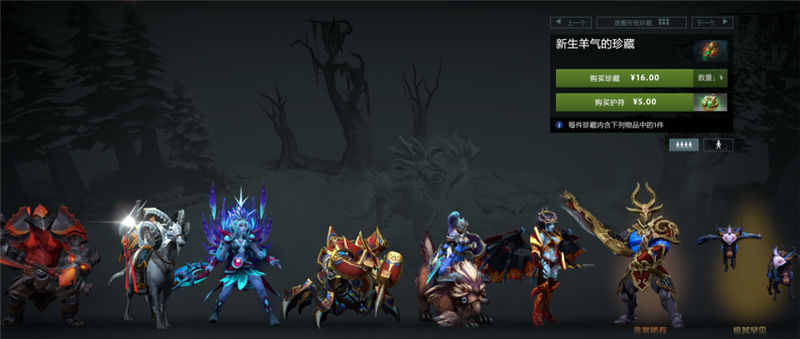 上一个
查看所有珍藏
下一个
新生羊气的珍藏
购买珍藏 ¥16.00
数量：
购买护符 ¥5.00
每件珍藏内含下列物品中的1件
非常稀有
极其罕见